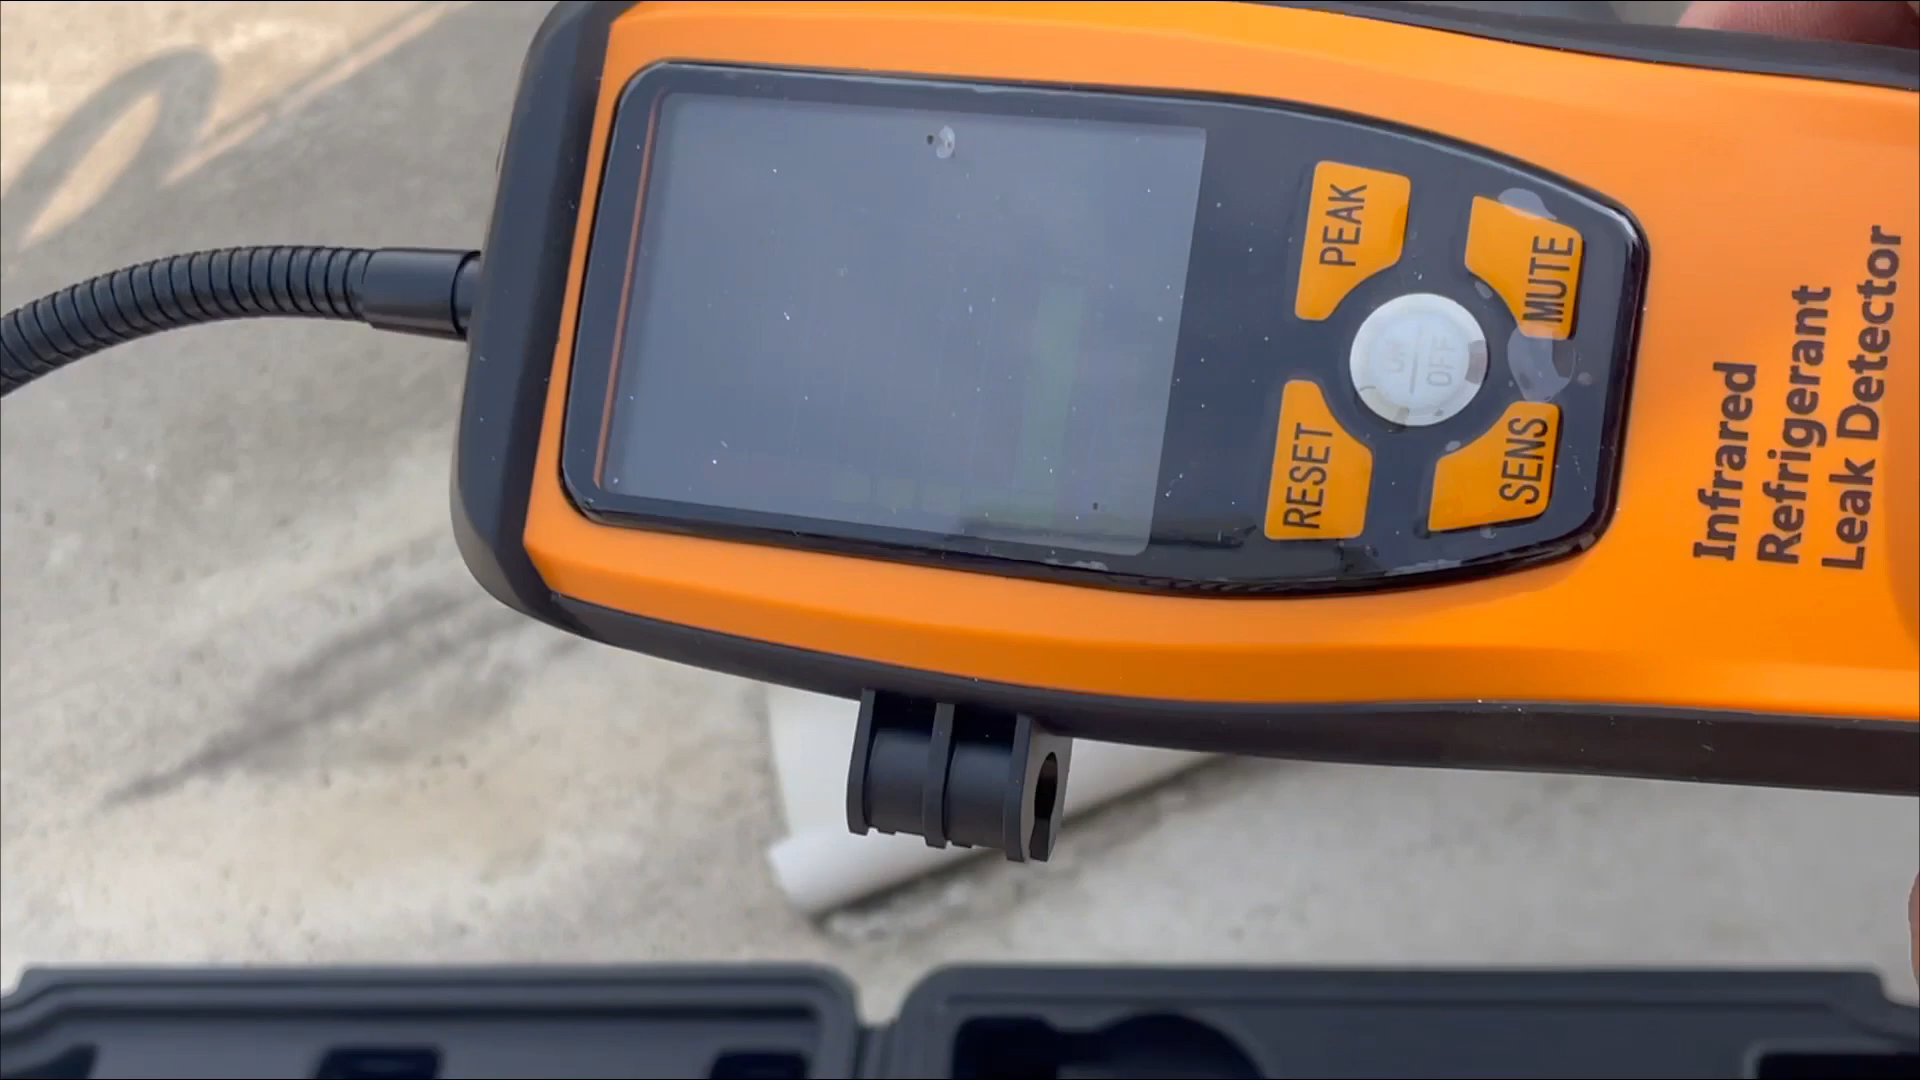 PEAK
MUTE
ON
OFF
RESET
SENS
Infrared
Refrigerant
Leak Detector